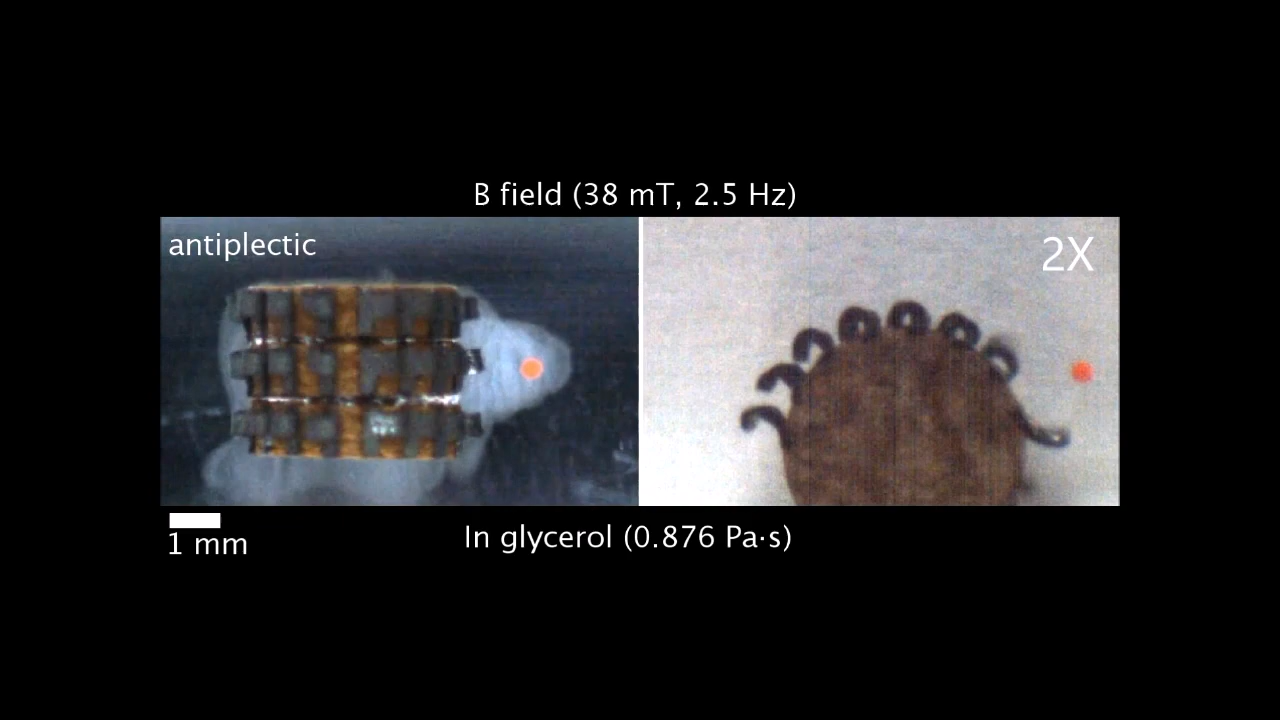 B field (38 mT, 2.5 Hz)
antiplectic
2X
1 mm
In glycerol (0.876 Pa·s)